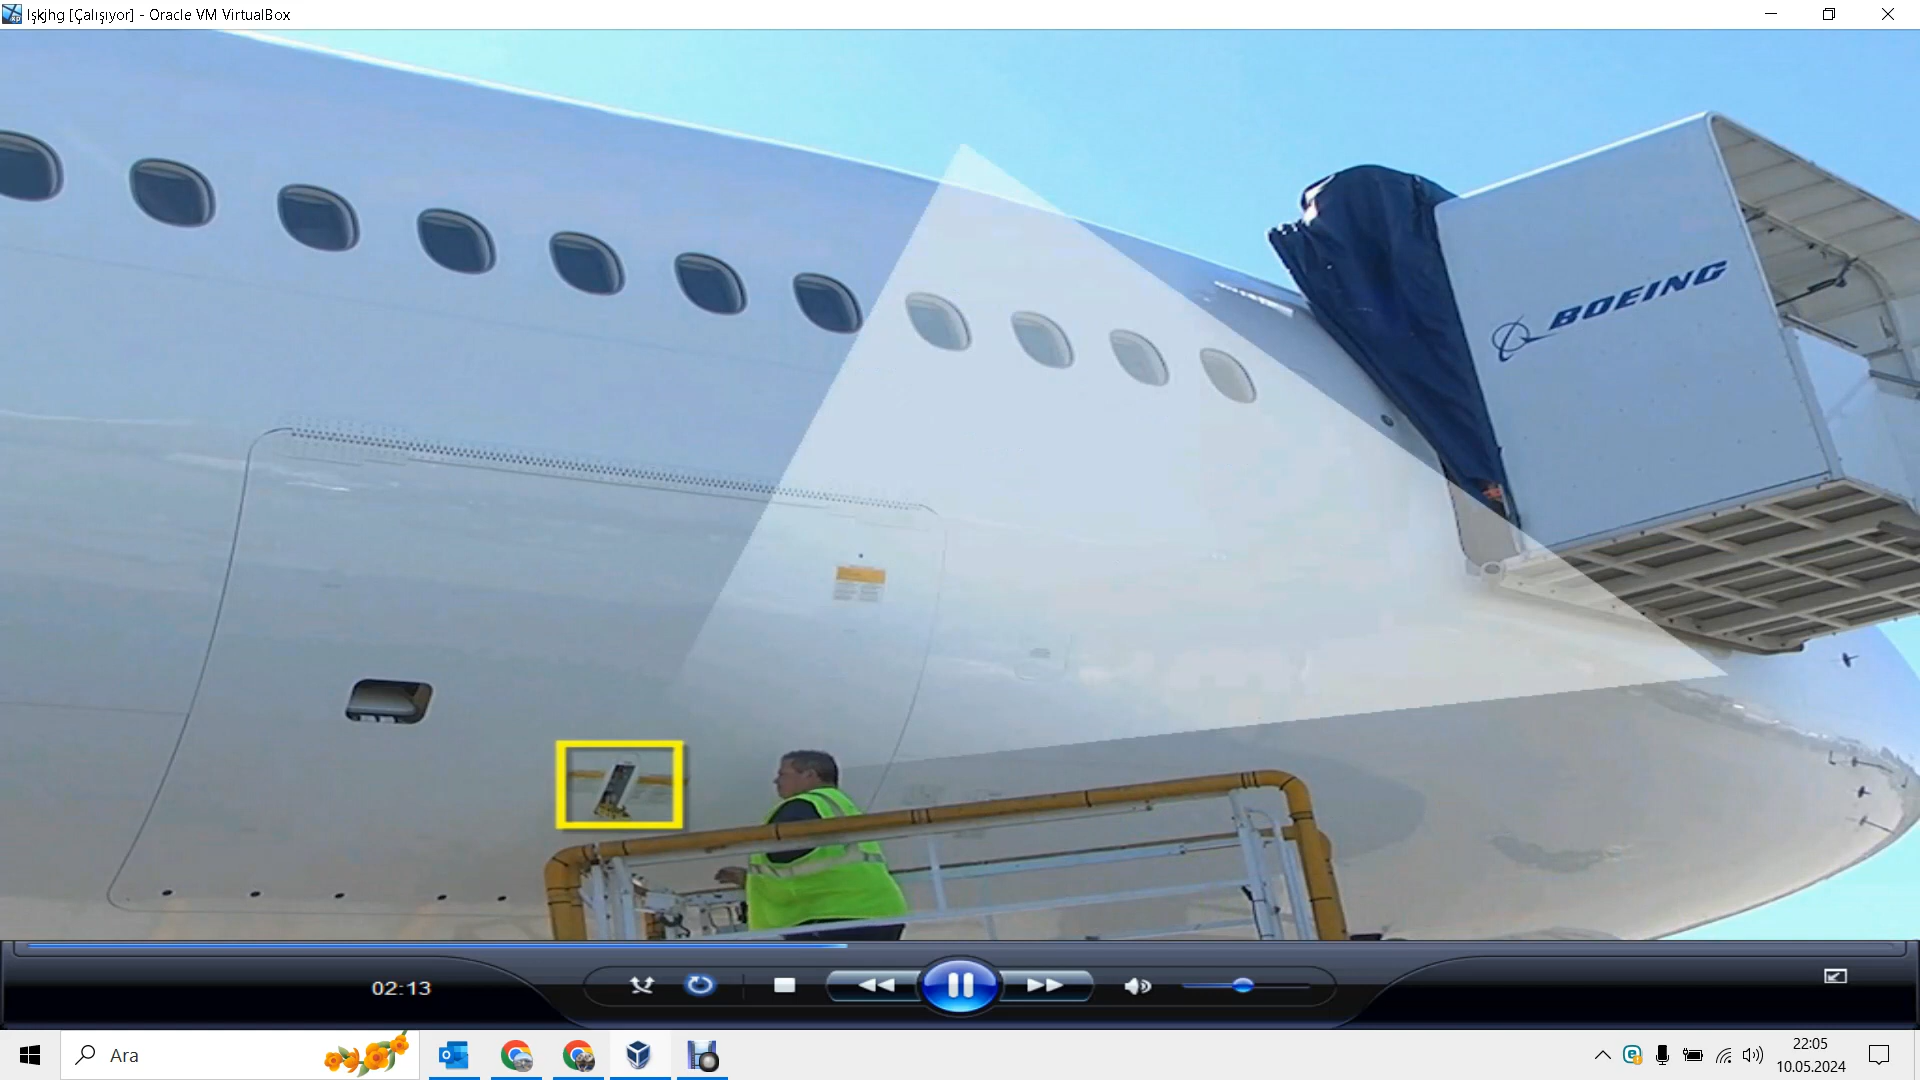 Işkjhg [Çalışıyor] - Oracle VM VirtualBox
BOEING
02:13
Ara
22:05
10.05.2024